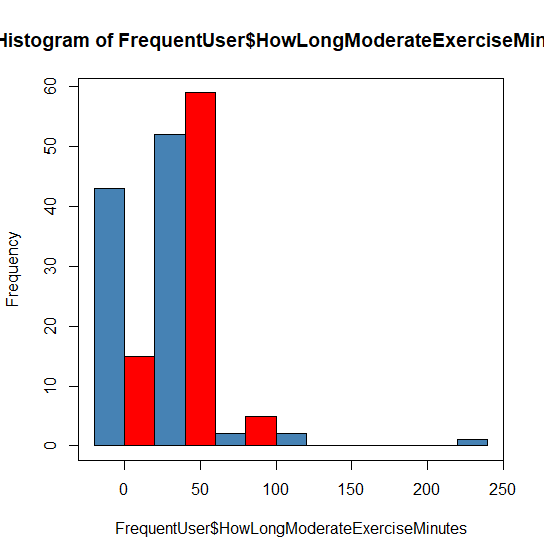 Histogram of FrequentUser$HowLongModerateExerciseMin
Frequency
0
10
20
30
40
50
60
0 50 100 150 200 250
FrequentUser$HowLongModerateExerciseMinutes